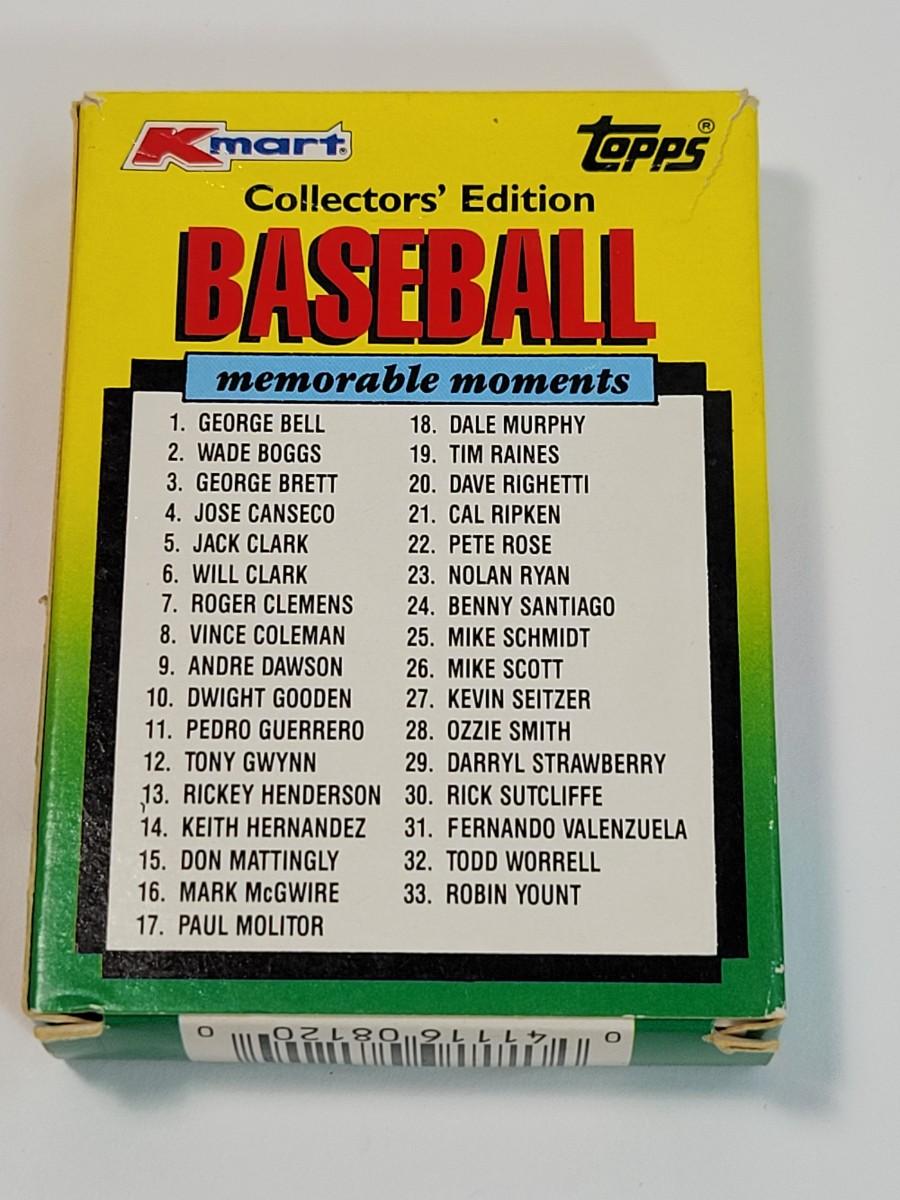 Kmart®
topps®
Collectors' Edition
BASEBALL
memorable moments
1. GEORGE BELL
2. WADE BOGGS
3. GEORGE BRETT
4. JOSE CANSECO
5. JACK CLARK
6. WILL CLARK
7. ROGER CLEMENS
8. VINCE COLEMAN
9. ANDRE DAWSON
10. DWIGHT GOODEN
11. PEDRO GUERRERO
12. TONY GWYNN
13. RICKEY HENDERSON
14. KEITH HERNANDEZ
15. DON MATTINGLY
16. MARK McGWIRE
17. PAUL MOLITOR
18. DALE MURPHY
19. TIM RAINES
20. DAVE RIGHETTI
21. CAL RIPKEN
22. PETE ROSE
23. NOLAN RYAN
24. BENNY SANTIAGO
25. MIKE SCHMIDT
26. MIKE SCOTT
27. KEVIN SEITZER
28. OZZIE SMITH
29. DARRYL STRAWBERRY
30. RICK SUTCLIFFE
31. FERNANDO VALENZUELA
32. TODD WORRELL
33. ROBIN YOUNT
0 41116 08120 0